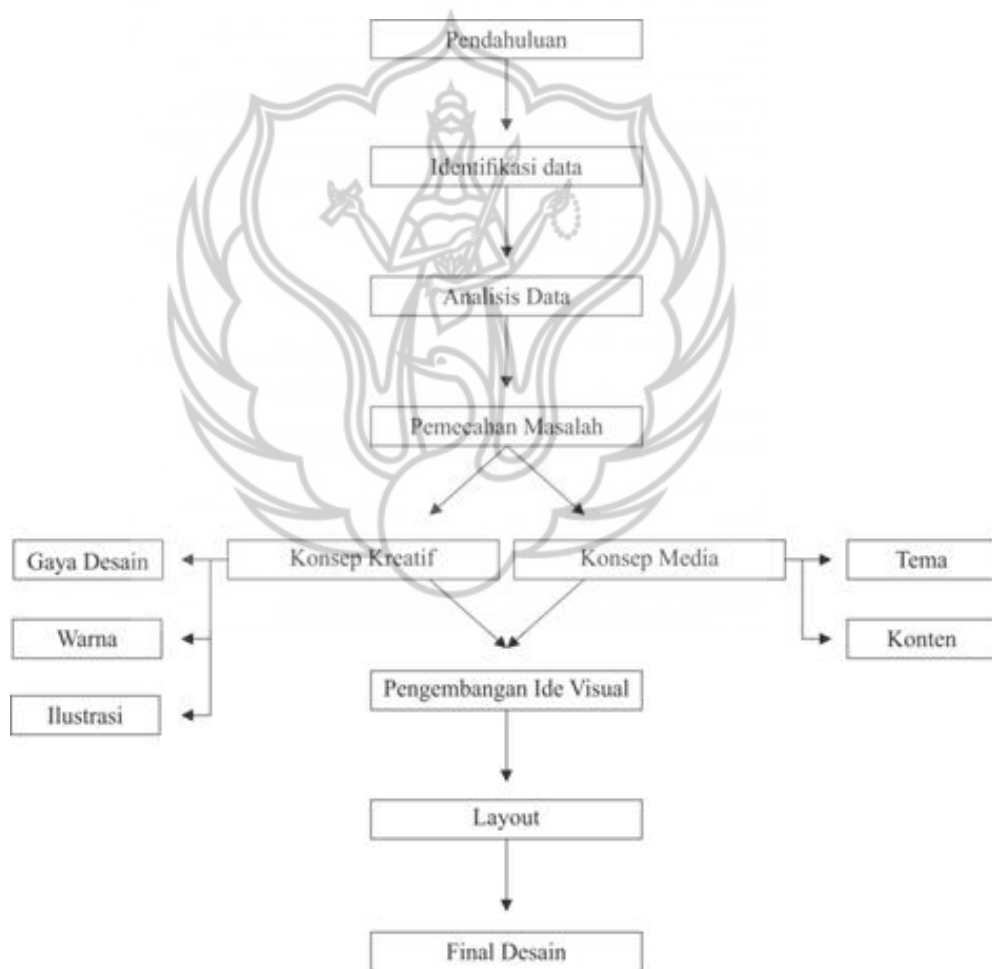 Pendahuluan
Identifikasi data
Analisis Data
Pemecahan Masalah
Gaya Desain
Konsep Kreatif
Konsep Media
Tema
Warna
Konten
Pengembangan Ide Visual
Ilustrasi
Layout
Final Desain